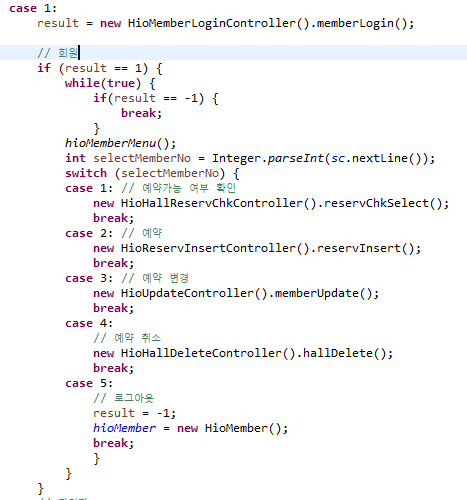 case 1:
result = new HioMemberLoginController().memberLogin();
// 회원
if (result == 1) {
while(true) {
if(result == -1) {
break;
}
hioMemberMenu();
int selectMemberNo = Integer.parseInt(sc.nextLine());
switch (selectMemberNo) {
case 1: // 예약가능 여부 확인
new HioHallReservChkController().reservChkSelect();
break;
case 2: // 예약
new HioReservInsertController().reservInsert();
break;
case 3: // 예약 변경
new HioUpdateController().memberUpdate();
break;
case 4:
// 예약 취소
new HioHallDeleteController().hallDelete();
break;
case 5:
// 로그아웃
result = -1;
hioMember = new HioMember();
break;
}
}
}